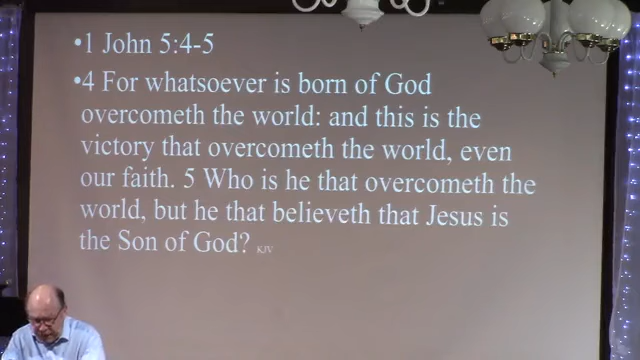 •1 John 5:4-5
•4 For whatsoever is born of God
overcometh the world: and this is the
victory that overcometh the world, even
our faith. 5 Who is he that overcometh the
world, but he that believeth that Jesus is
the Son of God? KJV